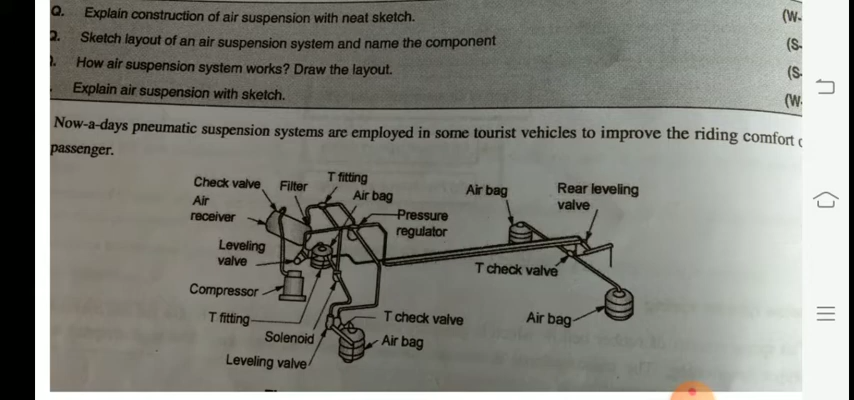 Q. Explain construction of air suspension with neat sketch. (W-
Q. Sketch layout of an air suspension system and name the component (S-
How air suspension system works? Draw the layout. (S-
Explain air suspension with sketch. (W-
Now-a-days pneumatic suspension systems are employed in some tourist vehicles to improve the riding comfort
passenger.
Check valve
Filter
T fitting
Air bag
Air
receiver
Pressure
regulator
Air bag
Rear leveling
valve
Leveling
valve
T check valve
Compressor
T fitting
T check valve
Air bag
Solenoid
Air bag
Leveling valve